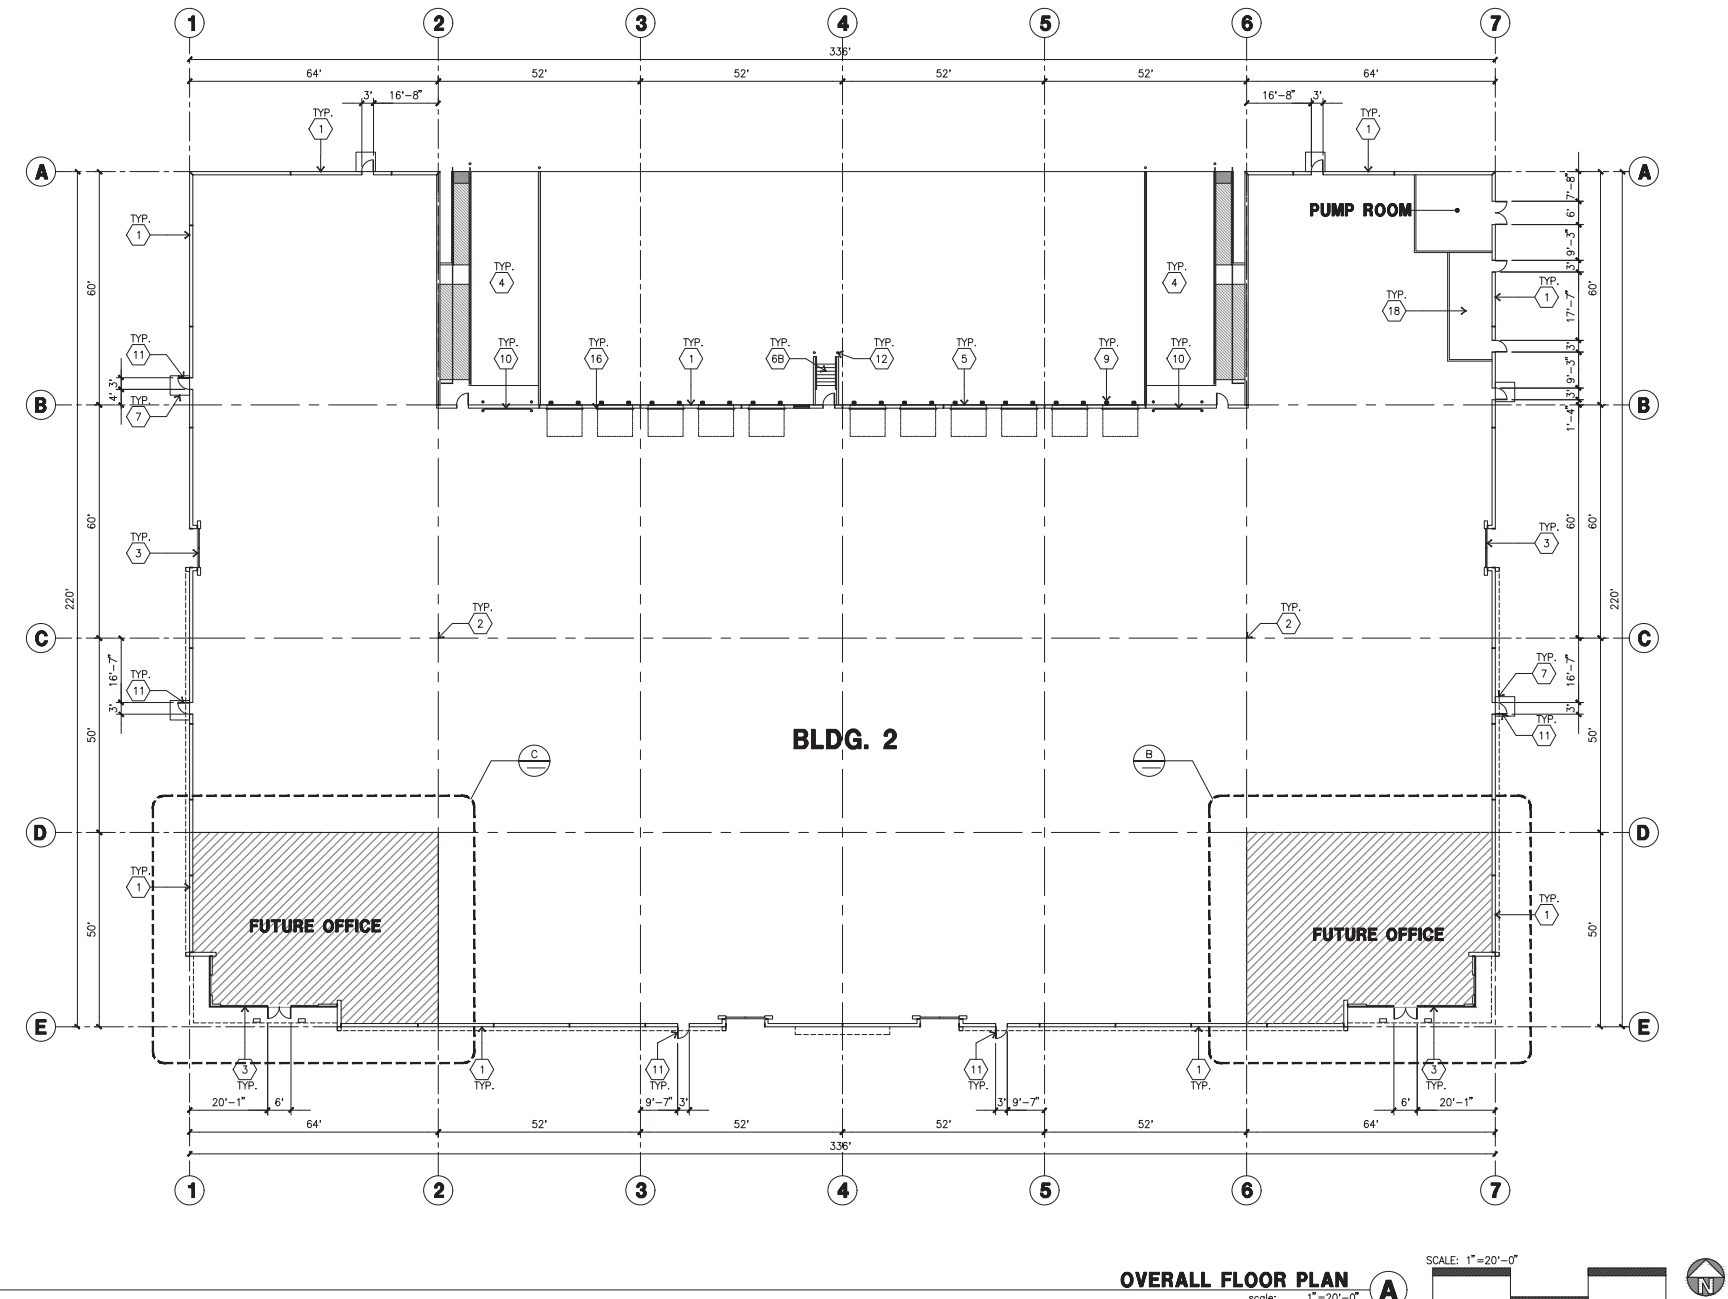 1 2 3 4 5 6 7
336'
64' 52' 52' 52' 52' 64'
3' 16'-8" 16'-8" 3'
TYP. TYP.
1 1
A A
7'-8"
PUMP ROOM
6'
TYP.
1
9'-3"
TYP. TYP.
4 4
3'
60' 60'
TYP.
1
TYP.
18
17'-7"
TYP.
11
TYP. TYP. TYP. TYP. TYP. TYP. TYP. TYP.
10 16 1 6B 12 5 9 10
3'
9'-3"
3'
4'
TYP.
7
3'
B B
1'-4"
60' 60' 60'
TYP. TYP.
3 3
220' 220'
TYP. TYP.
2 2
C C
16'-7" 16'-7"
TYP.
11
TYP.
7
3' 3'
TYP.
11
50' 50'
BLDG. 2
C B
D D
TYP.
1
TYP.
1
50' 50'
FUTURE OFFICE FUTURE OFFICE
E E
3 1 11 11 1 3
TYP. TYP. TYP. TYP. TYP. TYP.
20'-1" 6' 9'-7" 3' 3' 9'-7" 6' 20'-1"
64' 52' 52' 52' 52' 64'
336'
1 2 3 4 5 6 7
SCALE: 1"=20'-0"
OVERALL FLOOR PLAN A
scale: 1"=20'-0"
N